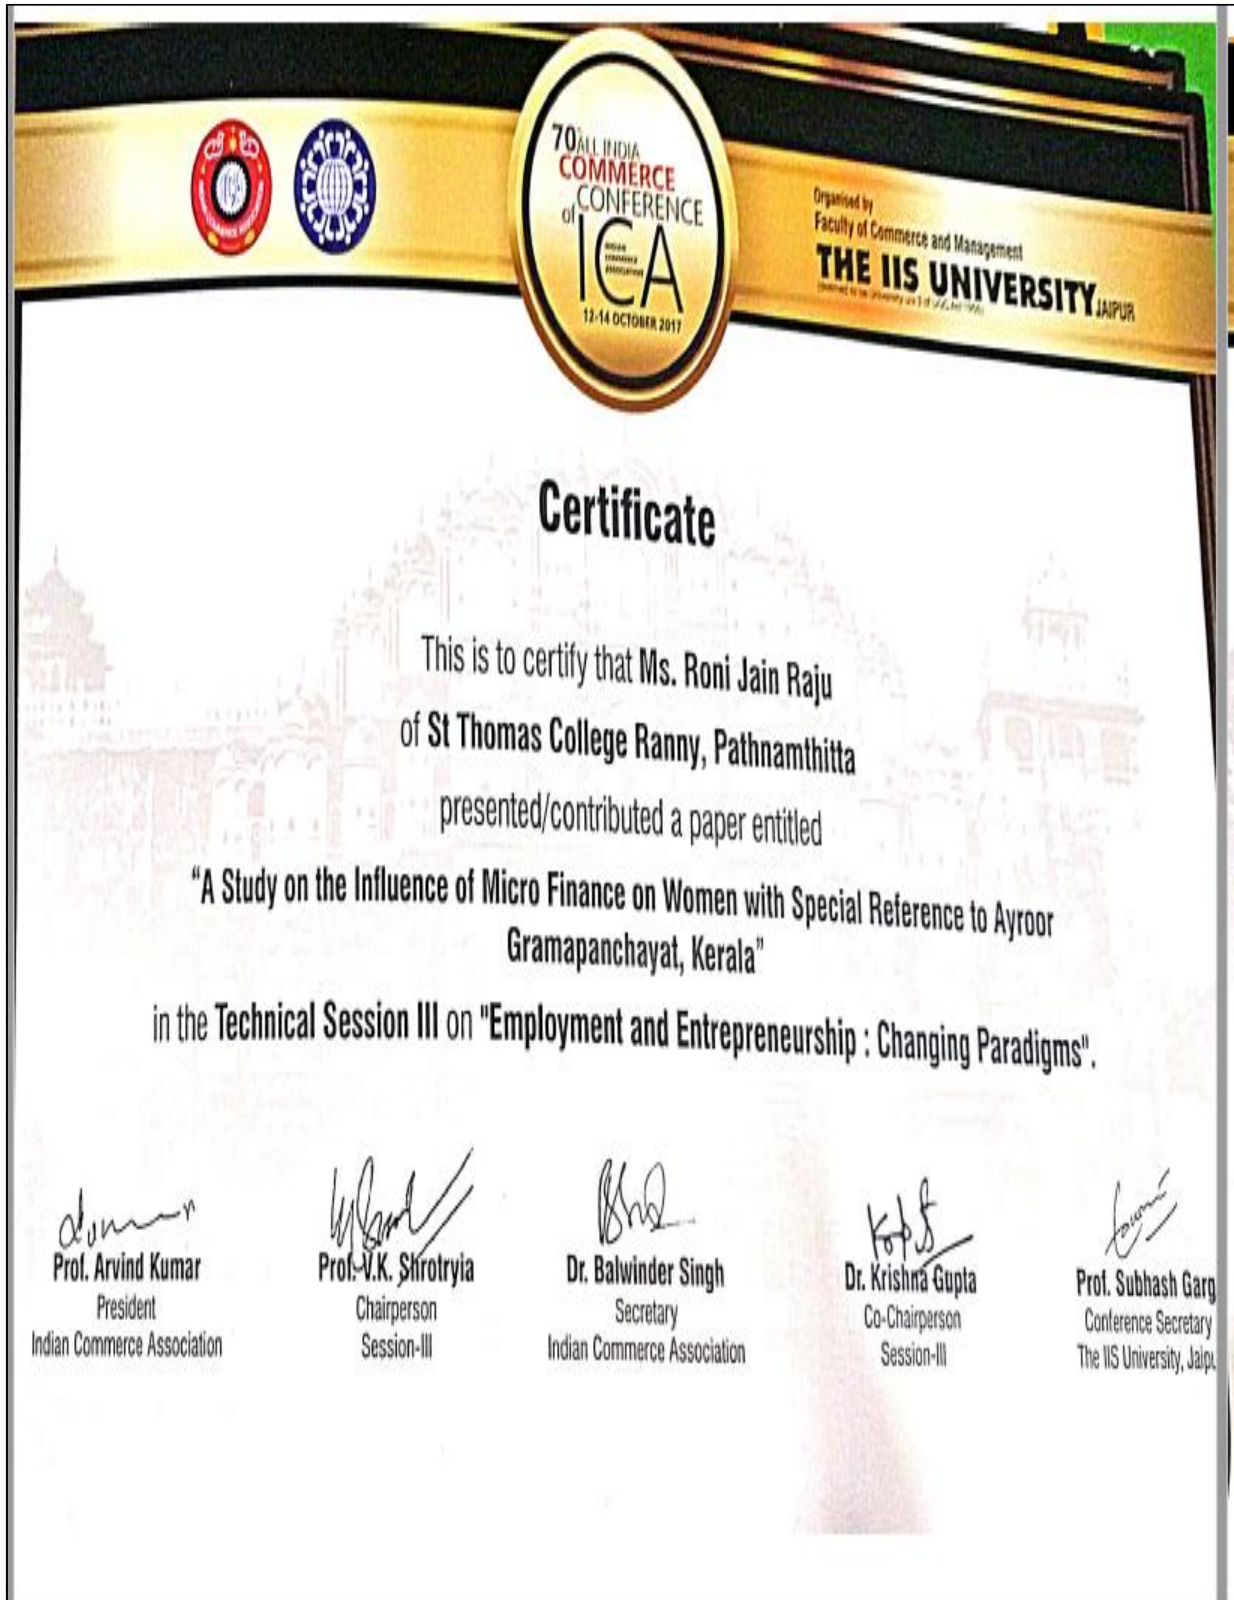 70th ALL INDIA
COMMERCE
CONFERENCE
of ICA
INDIAN
COMMERCE
ASSOCIATION
12-14 OCTOBER 2017
Organised by
Faculty of Commerce and Management
THE IIS UNIVERSITY, JAIPUR
Certificate
This is to certify that Ms. Roni Jain Raju
of St Thomas College Ranny, Pathnamthitta
presented/contributed a paper entitled
“A Study on the Influence of Micro Finance on Women with Special Reference to Ayroor
Gramapanchayat, Kerala”
in the Technical Session III on "Employment and Entrepreneurship : Changing Paradigms".
Prof. Arvind Kumar
President
Indian Commerce Association
Prof. V.K. Shrotryia
Chairperson
Session-III
Dr. Balwinder Singh
Secretary
Indian Commerce Association
Dr. Krishna Gupta
Co-Chairperson
Session-III
Prof. Subhash Garg
Conference Secretary
The IIS University, Jaipu